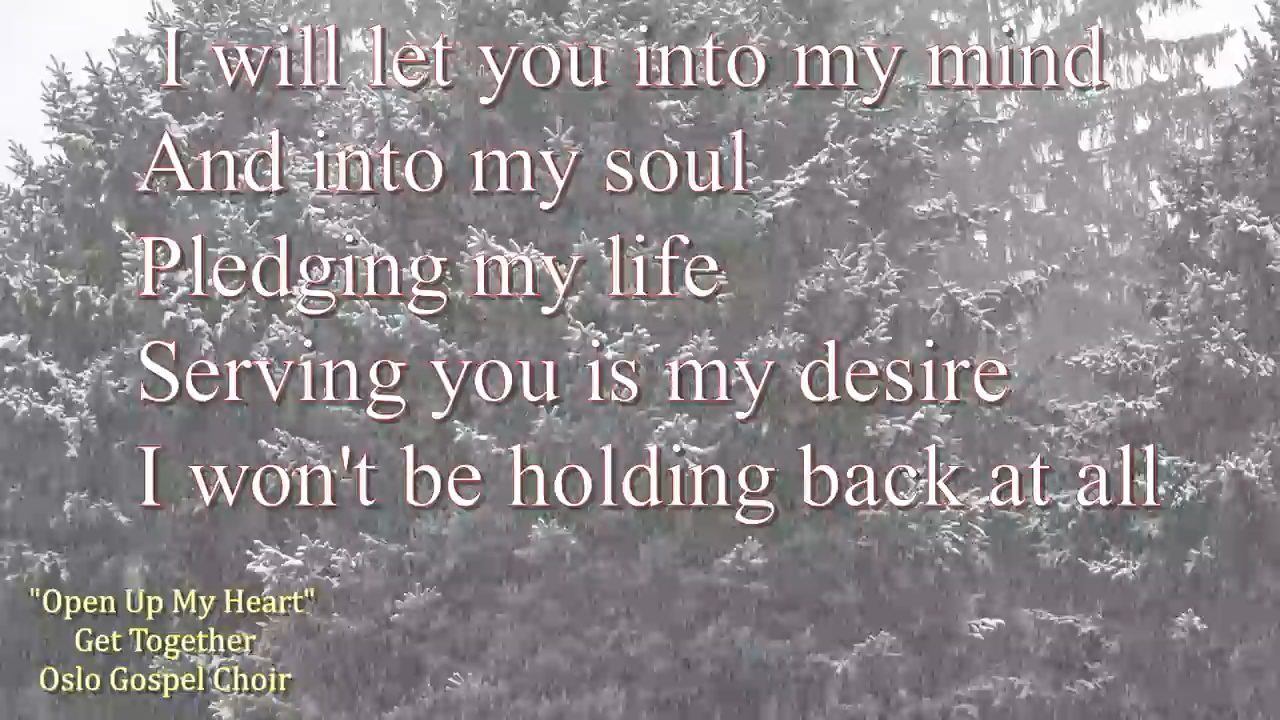 I will let you into my mind
And into my soul
Pledging my life
Serving you is my desire
I won't be holding back at all
"Open Up My Heart"
Get Together
Oslo Gospel Choir